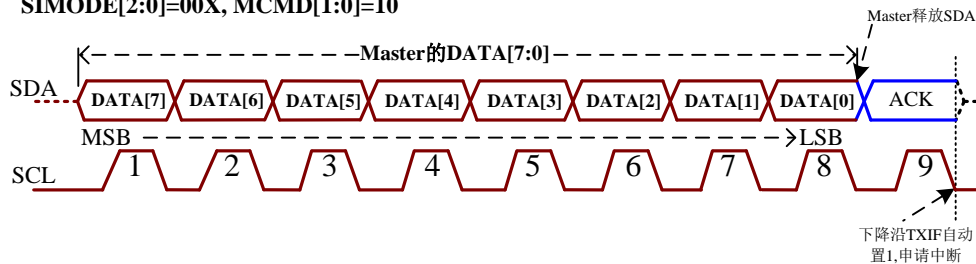 SIMODE[2:0]=00X, MCMD[1:0]=10
Master释放SDA
Master的DATA[7:0]
SDA
DATA[7] DATA[6] DATA[5] DATA[4] DATA[3] DATA[2] DATA[1] DATA[0] ACK
MSB LSB
SCL
1 2 3 4 5 6 7 8 9
下降沿TXIF自动
置1,申请中断